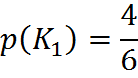 p(K₁) = 4/6